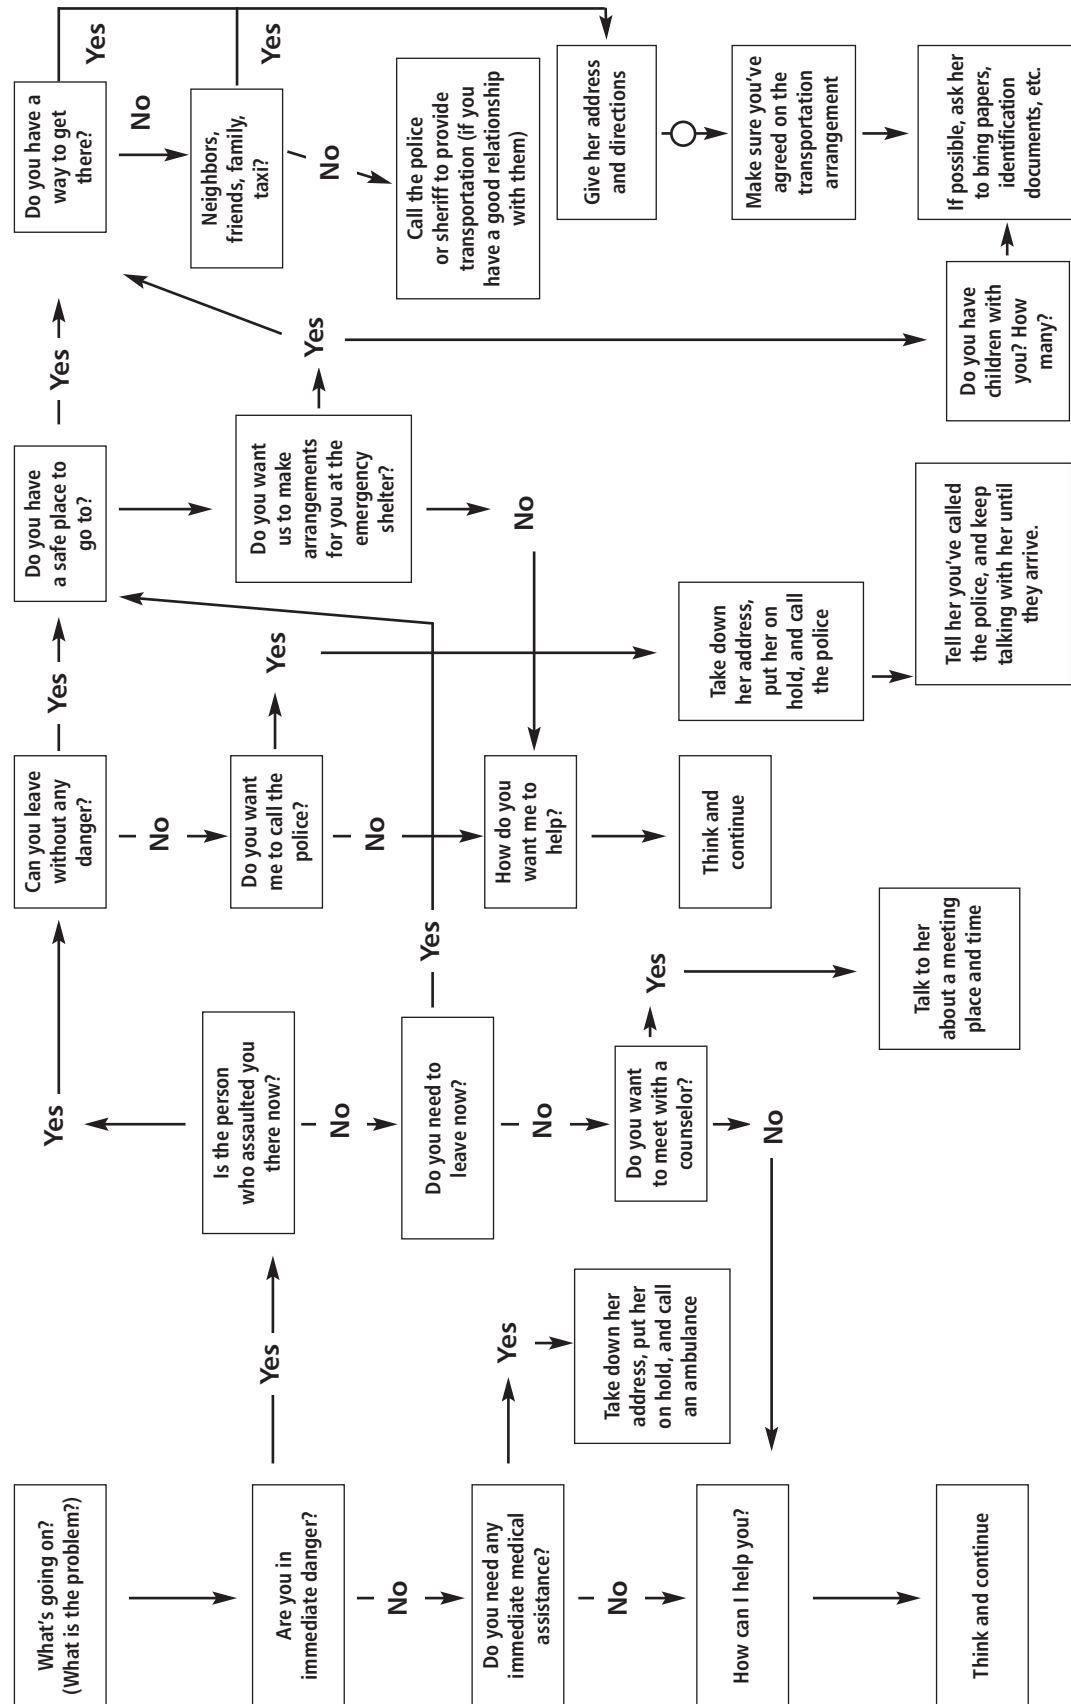 What's going on?
(What is the problem?)
Are you in
immediate danger?
No
Do you need any
immediate medical
assistance?
No
How can I help you?
Think and continue
Yes
Yes
Take down her
address, put her
on hold, and call
an ambulance
Is the person
who assaulted you
there now?
Yes
No
Do you need to
leave now?
Yes
No
Do you want
to meet with a
counselor?
Yes
No
Talk to her
about a meeting
place and time
Can you leave
without any
danger?
Yes
No
Do you want
me to call the
police?
Yes
No
How do you
want me to
help?
Think and
continue
Take down
her address,
put her on
hold, and call
the police
Tell her you've called
the police, and keep
talking with her until
they arrive.
Do you have
a safe place to
go to?
Yes
Do you want
us to make
arrangements
for you at the
emergency
shelter?
Yes
No
Do you have
children with
you? How
many?
Do you have a
way to get
there?
Yes
No
Neighbors,
friends, family,
taxi?
Yes
No
Call the police
or sheriff to provide
transportation (if you
have a good relationship
with them)
Give her address
and directions
Make sure you've
agreed on the
transportation
arrangement
If possible, ask her
to bring papers,
identification
documents, etc.